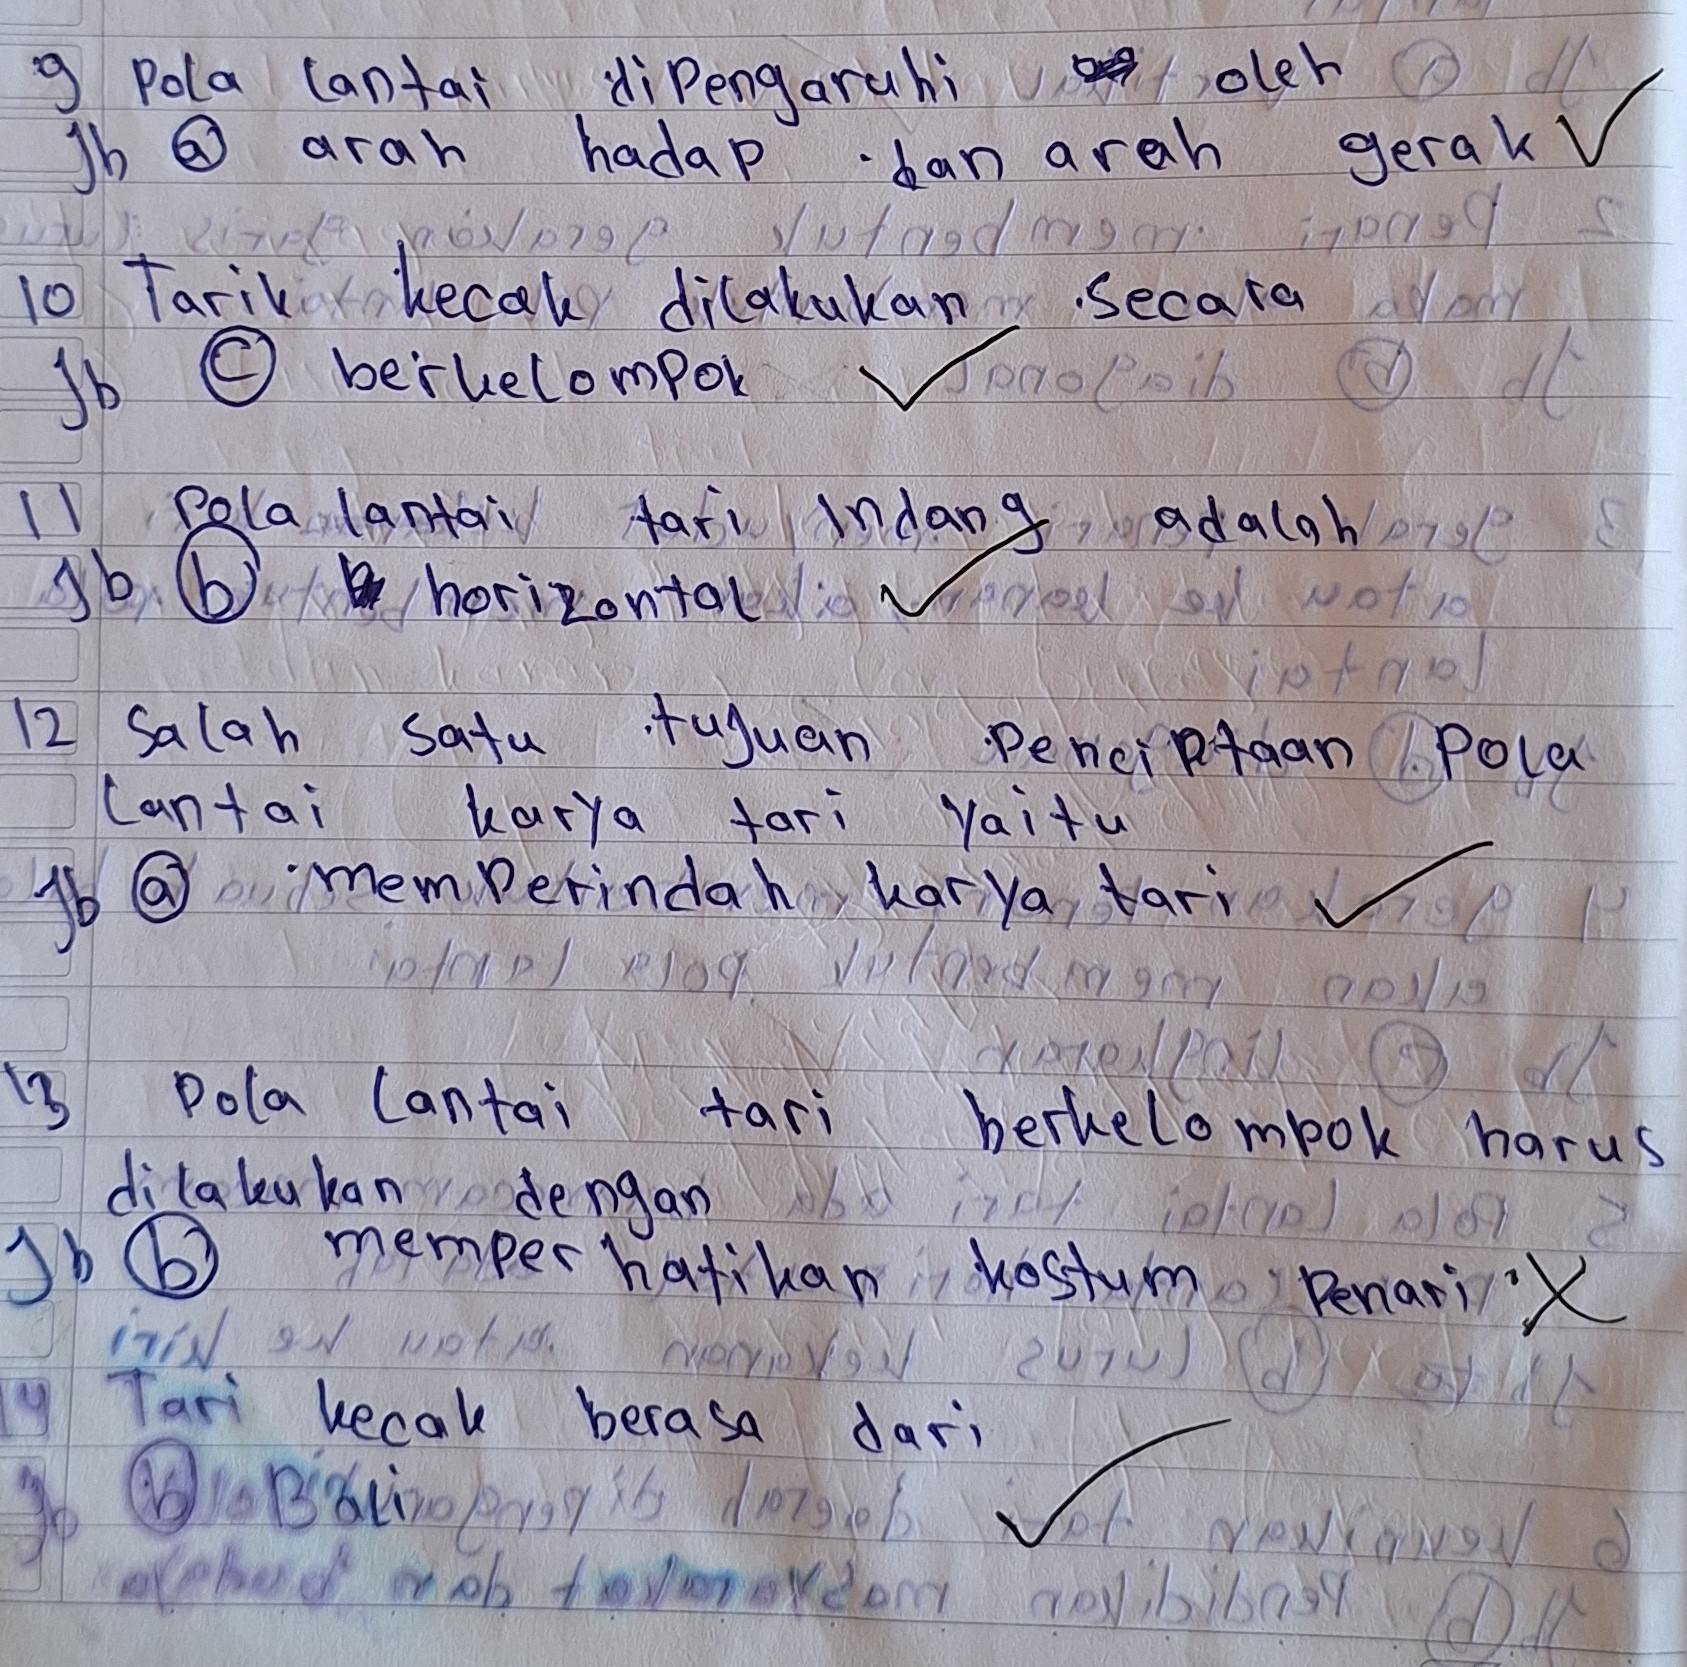 9 Pola lantai dipengaruhi oleh
Jb ⓐ arah hadap dan arah gerak ✓
10 Tarik kecak dilakukan secara
Jb ⓒ berkelompok ✓
11 Pola lantai tari Indang adalah
Jb ⓑ horizontal ✓
12 Salah satu tujuan Penciptaan Pola
lantai karya tari yaitu
Jb ⓐ memperindah karya tari ✓
13 Pola lantai tari berkelompok harus
dilakukan dengan
Jb ⓑ memperhatikan kostum Penari X
14 Tari kecak berasa dari
Jb ⓑ Bali ✓